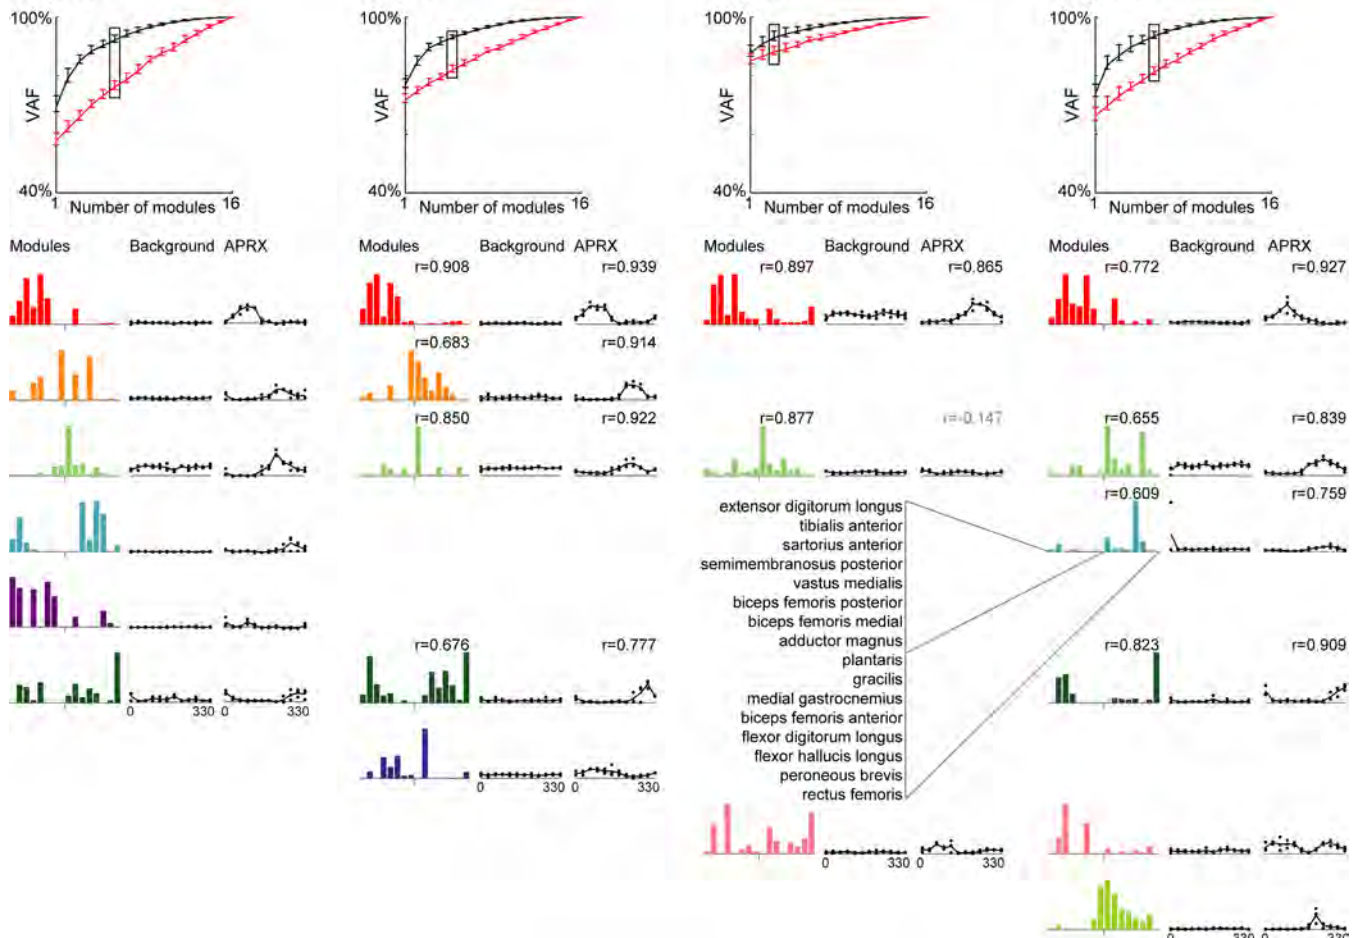 100% 100% 100% 100%
VAF VAF VAF VAF
40% 40% 40% 40%
1 Number of modules 16 1 Number of modules 16 1 Number of modules 16 1 Number of modules 16
Modules Background APRX Modules Background APRX Modules Background APRX Modules Background APRX
r=0.908 r=0.939 r=0.897 r=0.865 r=0.772 r=0.927
r=0.683 r=0.914
r=0.850 r=0.922 r=0.877 r=-0.147 r=0.655 r=0.839
r=0.609 r=0.759
extensor digitorum longus
tibialis anterior
sartorius anterior
semimembranosus posterior
vastus medialis
biceps femoris posterior
biceps femoris medial
adductor magnus
r=0.676 r=0.777 r=0.823 r=0.909
plantaris
gracilis
medial gastrocnemius
0 330 0 330
biceps femoris anterior
flexor digitorum longus
flexor hallucis longus
peroneous brevis
0 330 0 330
rectus femoris
0 330 0 330
0 330 0 330